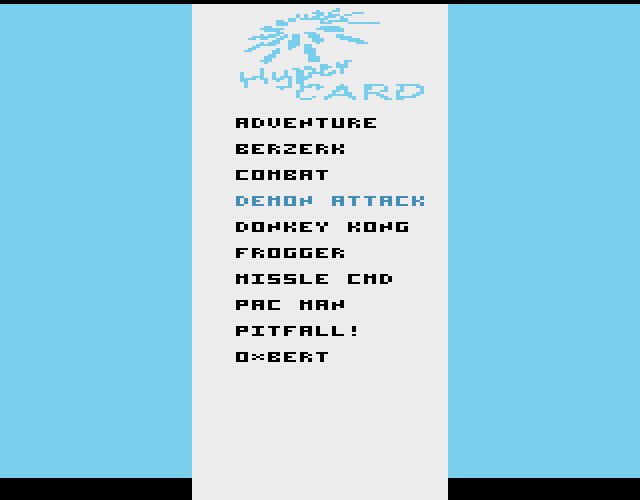 Hyper
CARD
ADVENTURE
BERZERK
COMBAT
DEMON ATTACK
DONKEY KONG
FROGGER
MISSLE CMD
PAC MAN
PITFALL!
Q×BERT